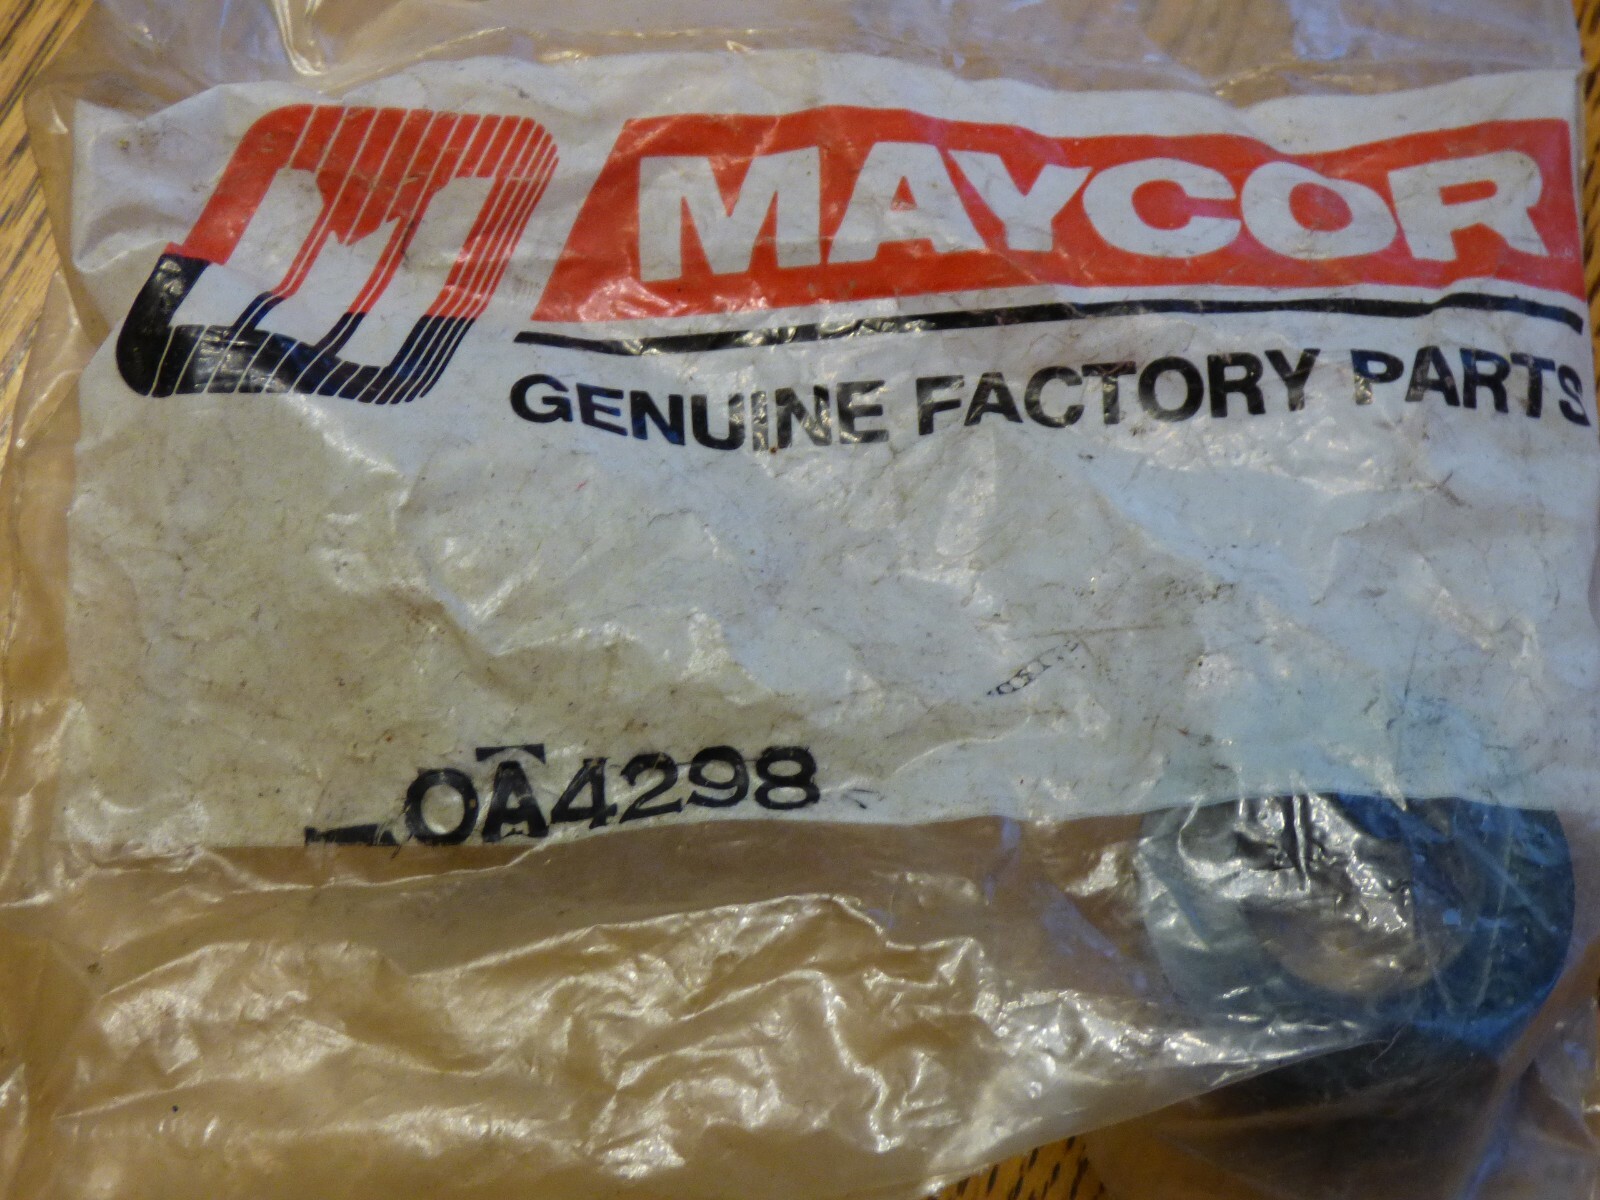 MAYCOR
GENUINE FACTORY PARTS
0A4298